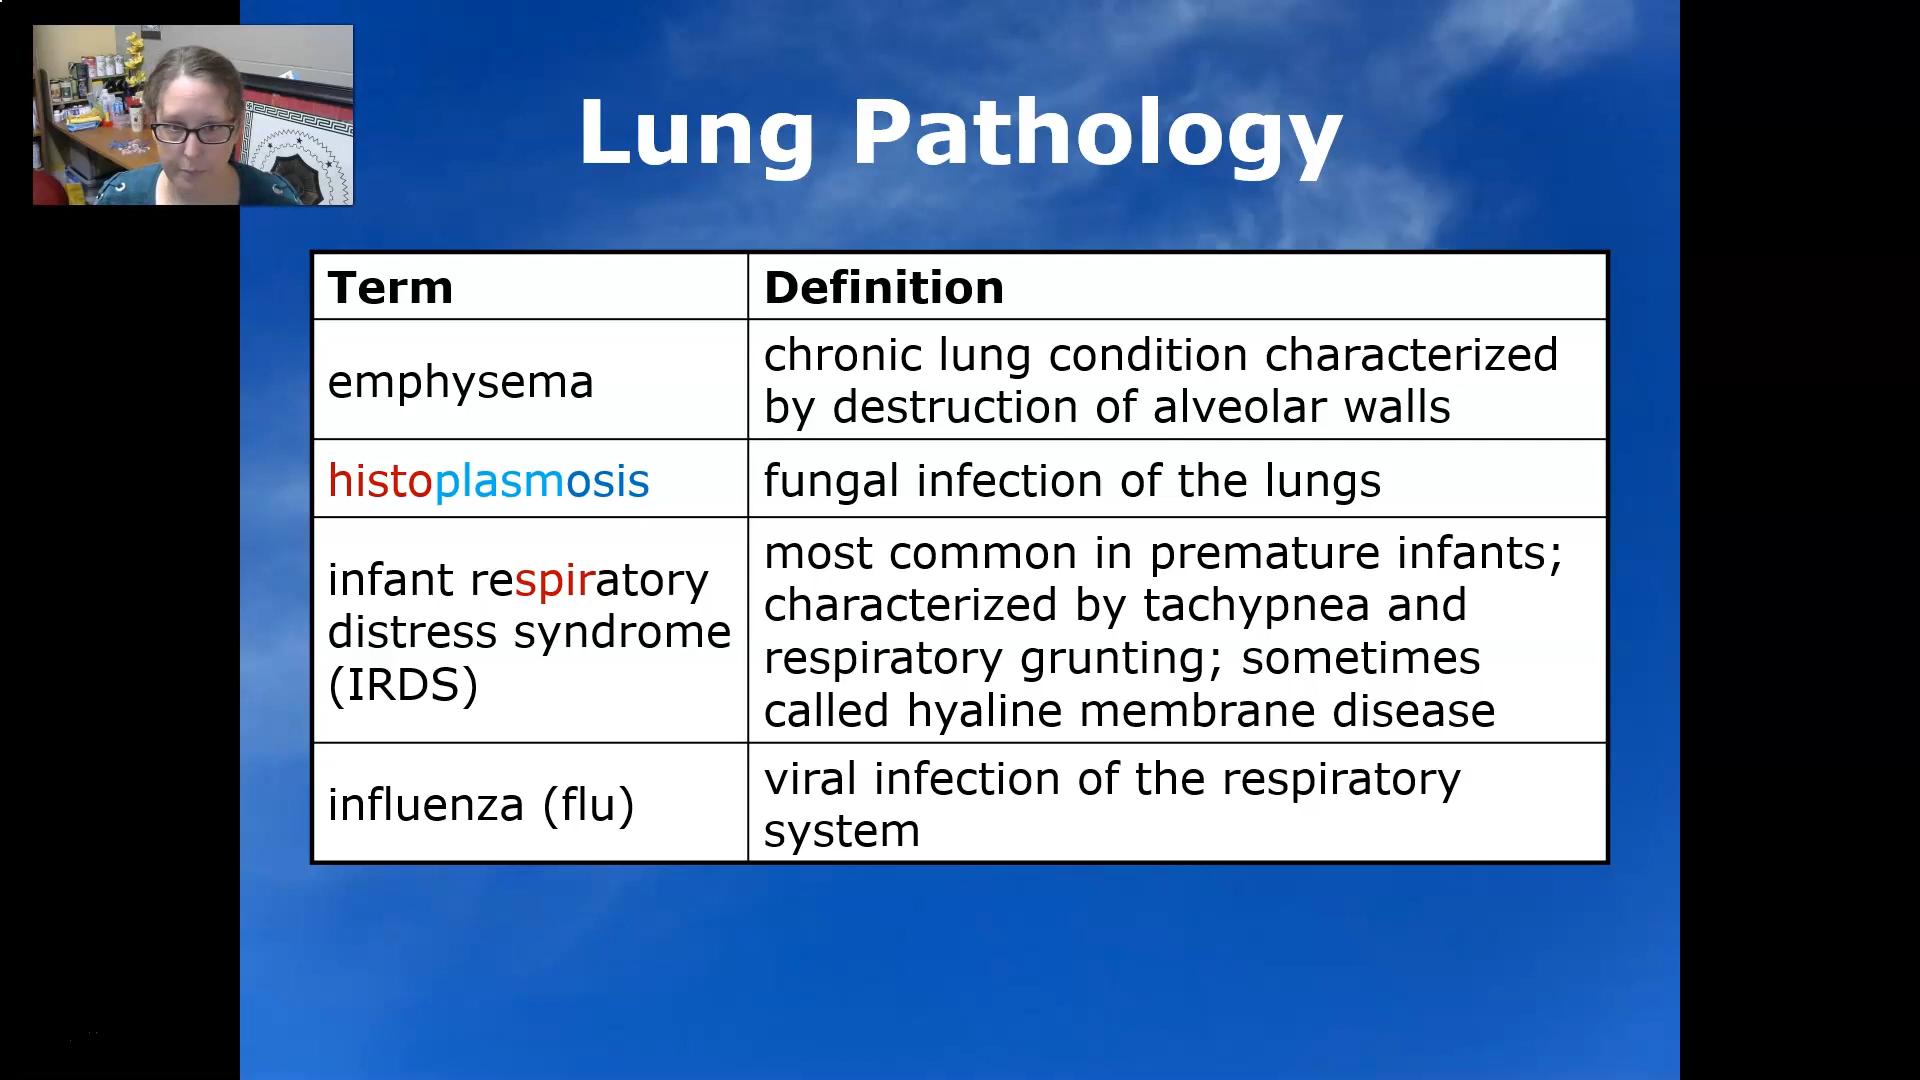 Lung Pathology
Term
Definition
emphysema
chronic lung condition characterized
by destruction of alveolar walls
histoplasmosis
fungal infection of the lungs
infant respiratory
distress syndrome
(IRDS)
most common in premature infants;
characterized by tachypnea and
respiratory grunting; sometimes
called hyaline membrane disease
influenza (flu)
viral infection of the respiratory
system